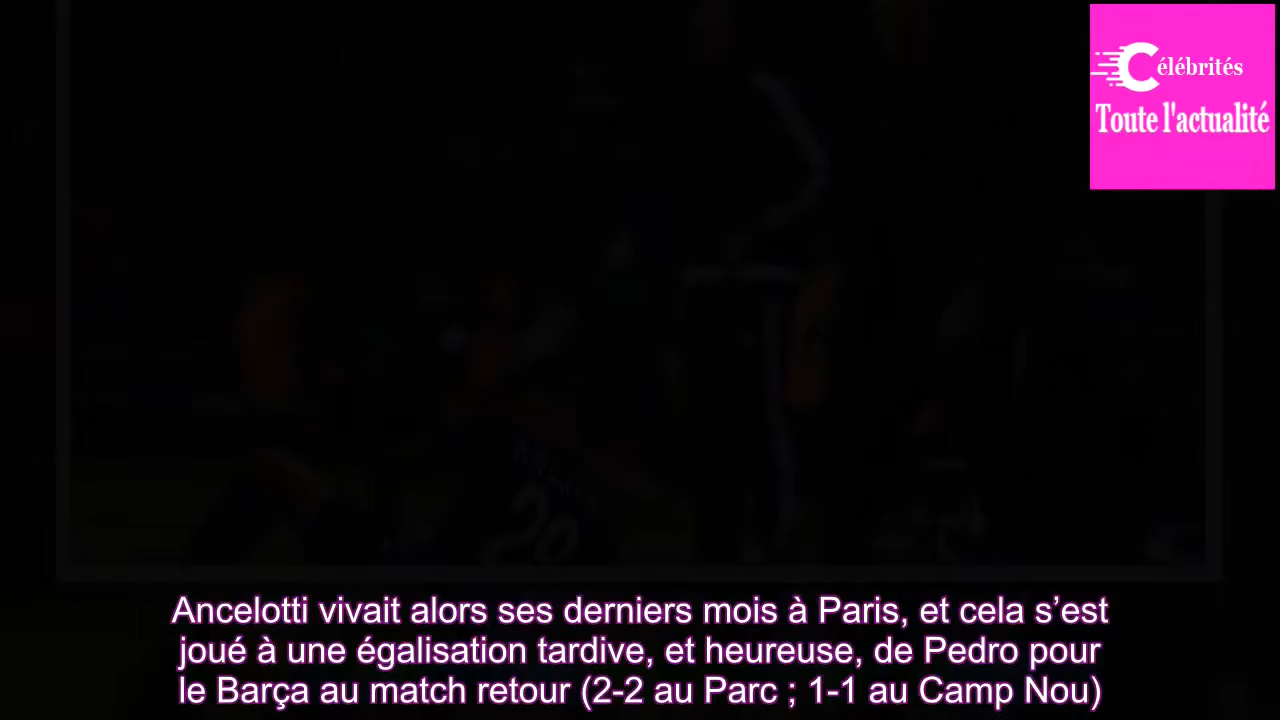 Célébrités
Toute l'actualité
Ancelotti vivait alors ses derniers mois à Paris, et cela s’est
joué à une égalisation tardive, et heureuse, de Pedro pour
le Barça au match retour (2-2 au Parc ; 1-1 au Camp Nou)